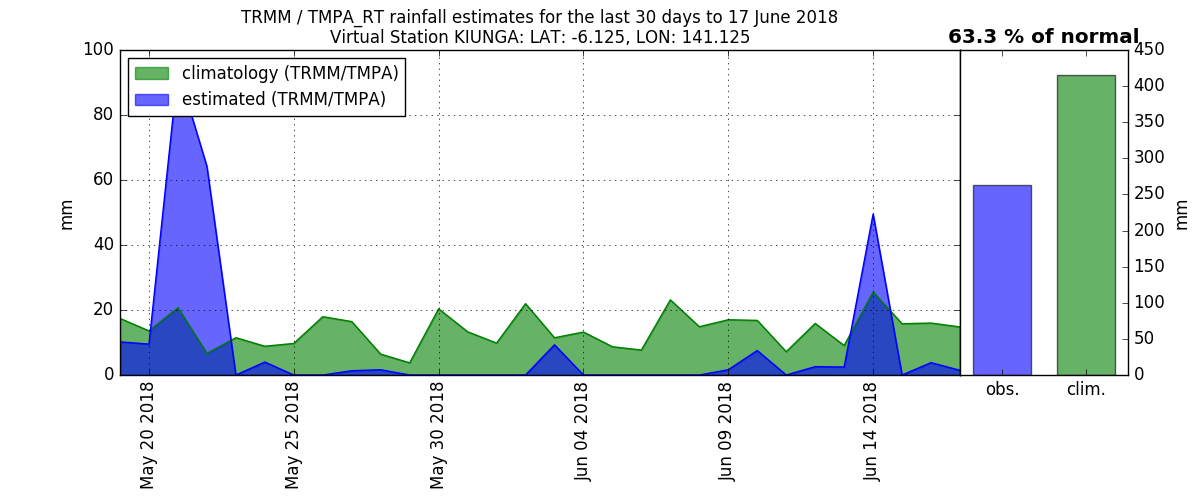 TRMM / TMPA_RT rainfall estimates for the last 30 days to 17 June 2018
Virtual Station KIUNGA: LAT: -6.125, LON: 141.125
63.3 % of normal
climatology (TRMM/TMPA)
estimated (TRMM/TMPA)
mm
100
80
60
40
20
0
May 20 2018
May 25 2018
May 30 2018
Jun 04 2018
Jun 09 2018
Jun 14 2018
obs.
clim.
450
400
350
300
250
200
150
100
50
0
mm